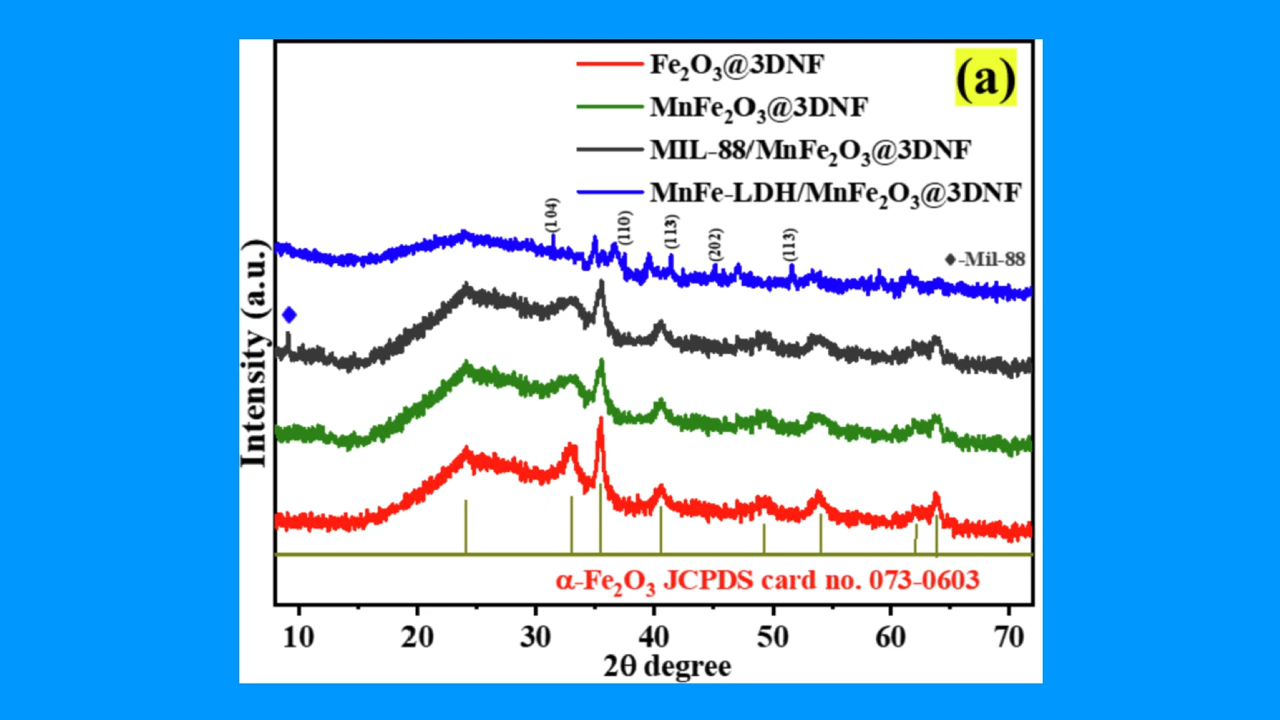 (a)
Fe₂O₃@3DNF
MnFe₂O₃@3DNF
MIL-88/MnFe₂O₃@3DNF
MnFe-LDH/MnFe₂O₃@3DNF
(104)
(110)
(113)
(202)
(113)
◆-Mil-88
Intensity (a.u.)
α-Fe₂O₃ JCPDS card no. 073-0603
10 20 30 40 50 60 70
2θ degree